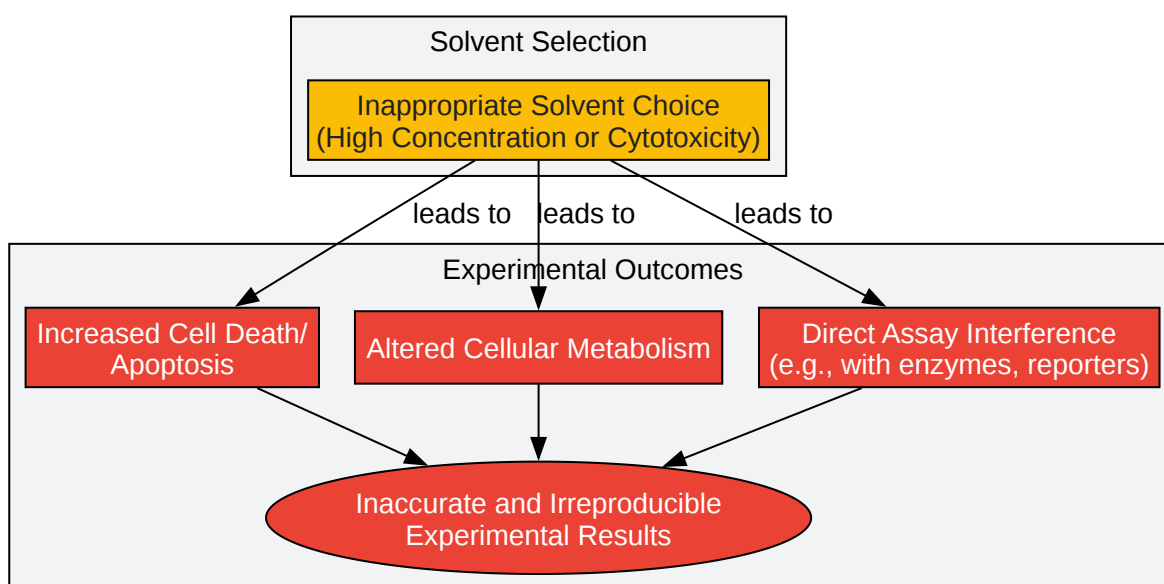 Solvent Selection
Inappropriate Solvent Choice
(High Concentration or Cytotoxicity)
leads to
leads to
leads to
Experimental Outcomes
Increased Cell Death/
Apoptosis
Altered Cellular Metabolism
Direct Assay Interference
(e.g., with enzymes, reporters)
Inaccurate and Irreproducible
Experimental Results